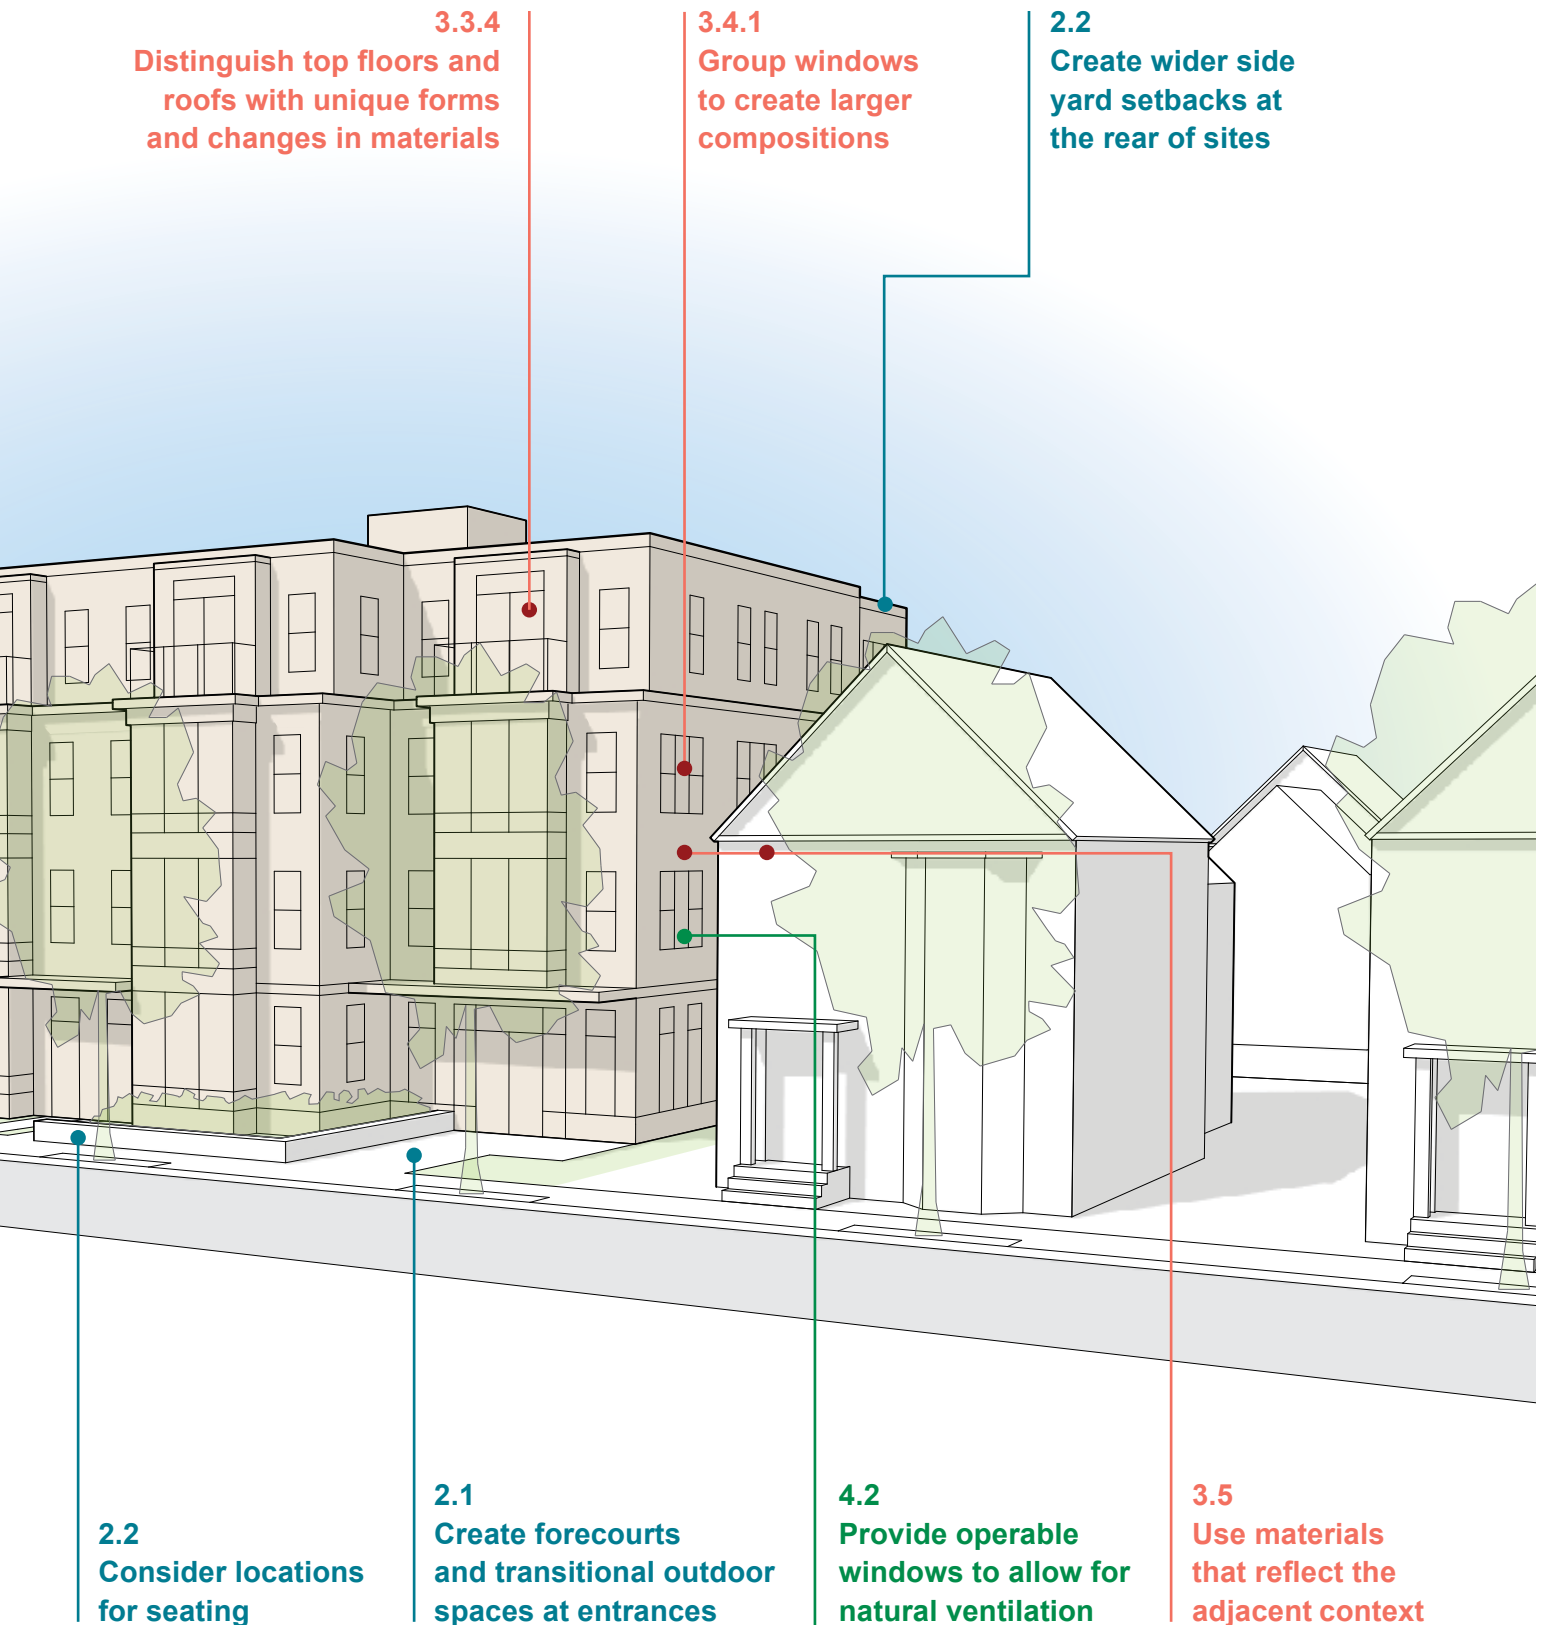 3.3.4
Distinguish top floors and
roofs with unique forms
and changes in materials
3.4.1
Group windows
to create larger
compositions
2.2
Create wider side
yard setbacks at
the rear of sites
2.2
Consider locations
for seating
2.1
Create forecourts
and transitional outdoor
spaces at entrances
4.2
Provide operable
windows to allow for
natural ventilation
3.5
Use materials
that reflect the
adjacent context